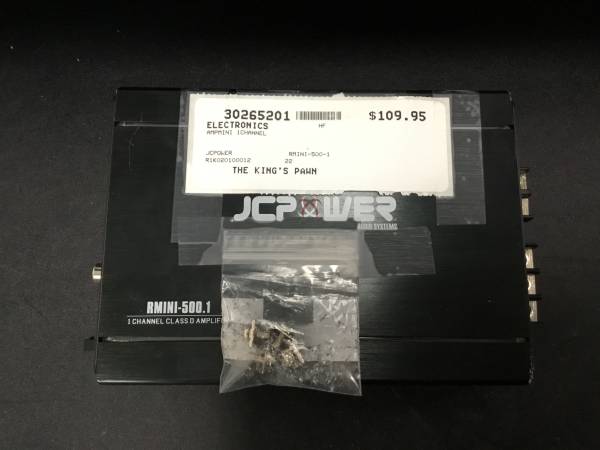 30265201 $109.95
ELECTRONICS HF
AMPMINI 1CHANNEL
JCPOWER RMINI-500-1
R1K020100012 22
THE KING'S PAWN
JCPOWER
AUDIO SYSTEMS
RMINI-500.1
1 CHANNEL CLASS D